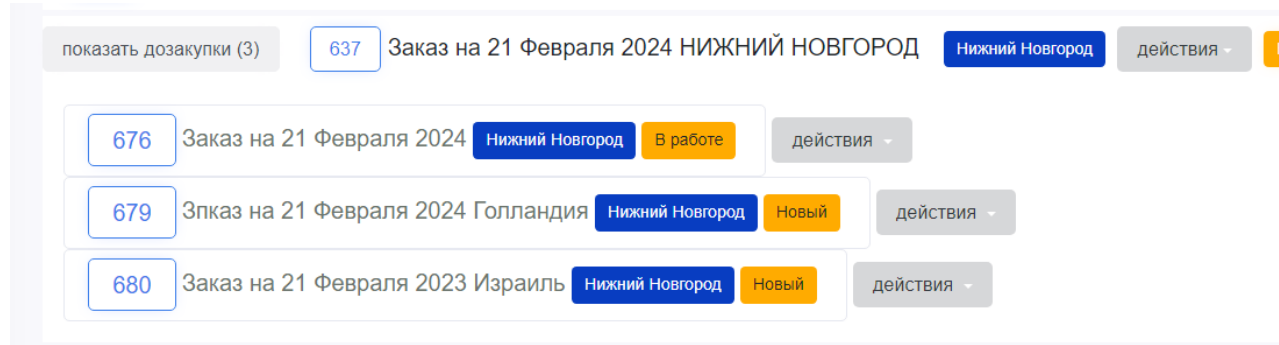 показать дозакупки (3) 637 Заказ на 21 Февраля 2024 НИЖНИЙ НОВГОРОД Нижний Новгород действия
676 Заказ на 21 Февраля 2024 Нижний Новгород В работе действия
679 Зпказ на 21 Февраля 2024 Голландия Нижний Новгород Новый действия
680 Заказ на 21 Февраля 2023 Израиль Нижний Новгород Новый действия